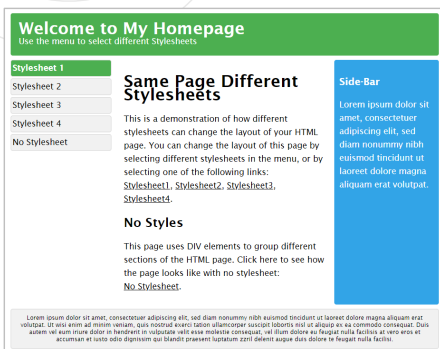 Welcome to My Homepage
Use the menu to select different Stylesheets
Stylesheet 1
Stylesheet 2
Stylesheet 3
Stylesheet 4
No Stylesheet
Same Page Different
Stylesheets
This is a demonstration of how different
stylesheets can change the layout of your HTML
page. You can change the layout of this page by
selecting different stylesheets in the menu, or by
selecting one of the following links:
Stylesheet1, Stylesheet2, Stylesheet3,
Stylesheet4.
No Styles
This page uses DIV elements to group different
sections of the HTML page. Click here to see how
the page looks like with no stylesheet:
No Stylesheet.
Side-Bar
Lorem ipsum dolor sit
amet, consectetuer
adipiscing elit, sed
diam nonummy nibh
euismod tincidunt ut
laoreet dolore magna
aliquam erat volutpat.
Lorem ipsum dolor sit amet, consectetuer adipiscing elit, sed diam nonummy nibh euismod tincidunt ut laoreet dolore magna aliquam erat
volutpat. Ut wisi enim ad minim veniam, quis nostrud exerci tation ullamcorper suscipit lobortis nisl ut aliquip ex ea commodo consequat. Duis
autem vel eum iriure dolor in hendrerit in vulputate velit esse molestie consequat, vel illum dolore eu feugiat nulla facilisis at vero eros et
accumsan et iusto odio dignissim qui blandit praesent luptatum zzril delenit augue duis dolore te feugait nulla facilisi.